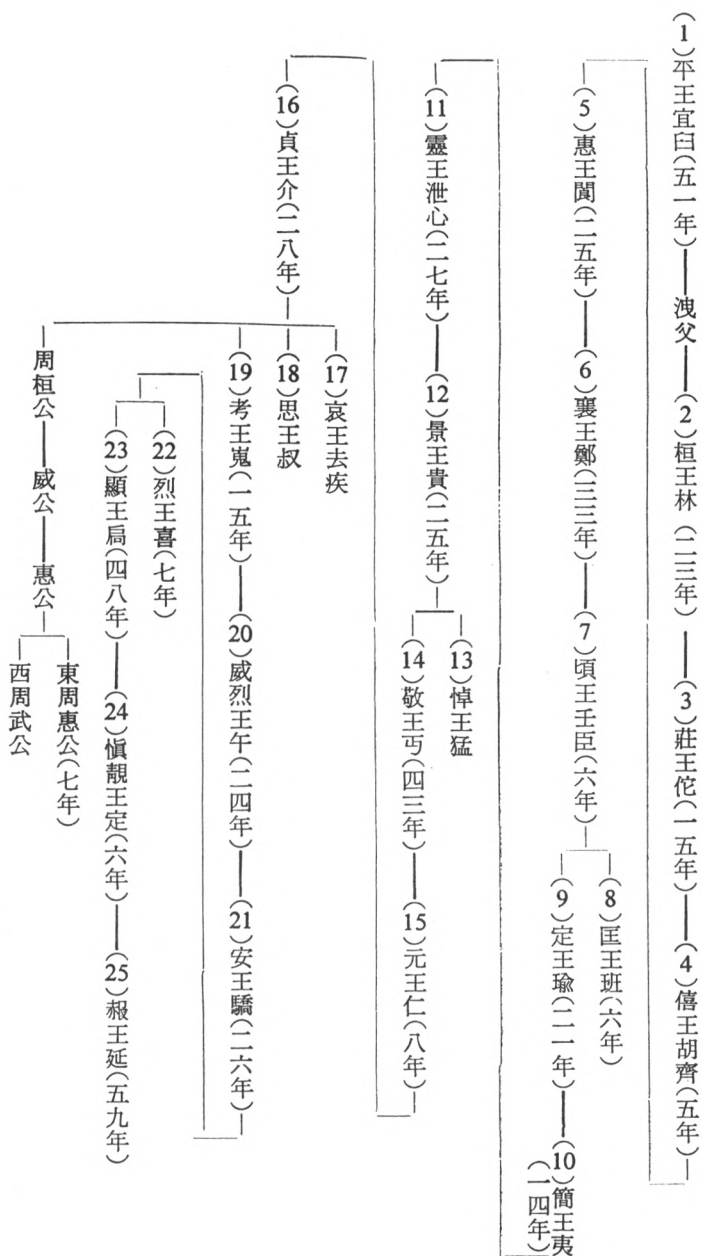 (1)平王宜臼(五一年)——洩父——(2)桓王林(二三年)——(3)莊王佗(一五年)——(4)僖王胡齊(五年)
(5)惠王閬(二五年)——(6)襄王鄭(三三年)——(7)頃王壬臣(六年)
(8)匡王班(六年)
(9)定王瑜(二一年)——(10)簡王夷(一四年)
(11)靈王泄心(二七年)——(12)景王貴(二五年)
(13)悼王猛
(14)敬王丐(四三年)——(15)元王仁(八年)
(16)貞王介(二八年)
(17)哀王去疾
(18)思王叔
(19)考王嵬(一五年)——(20)威烈王午(二四年)——(21)安王驕(二六年)
(22)烈王喜(七年)
(23)顯王扁(四八年)——(24)愼靚王定(六年)——(25)赧王延(五九年)
周桓公——威公——惠公
東周惠公(七年)
西周武公